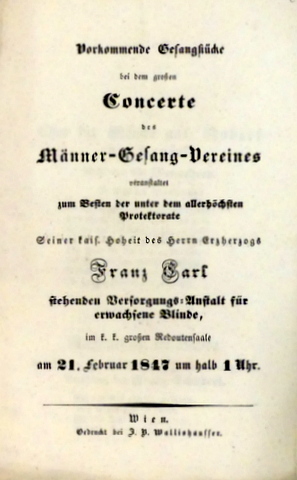 Vorkommende Gesangstücke
bei dem großen
Concerte
des
Männer-Gesang-Vereines
veranstaltet
zum Besten der unter dem allerhöchsten
Protektorate
Seiner kais. Hoheit des Herrn Erzherzogs
Franz Carl
stehenden Versorgungs-Anstalt für
erwachsene Blinde,
im k. k. großen Redoutensaale
am 21. Februar 1847 um halb 1 Uhr.
Wien.
Gedruckt bei J. P. Wallishausser.